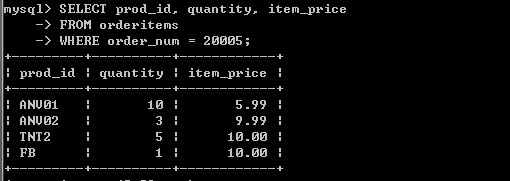 mysql> SELECT prod_id, quantity, item_price
    -> FROM orderitems
    -> WHERE order_num = 20005;
+---------+----------+------------+
| prod_id | quantity | item_price |
+---------+----------+------------+
| ANV01   |       10 |       5.99 |
| ANV02   |        3 |       9.99 |
| TNT2    |        5 |      10.00 |
| FB      |        1 |      10.00 |
+---------+----------+------------+